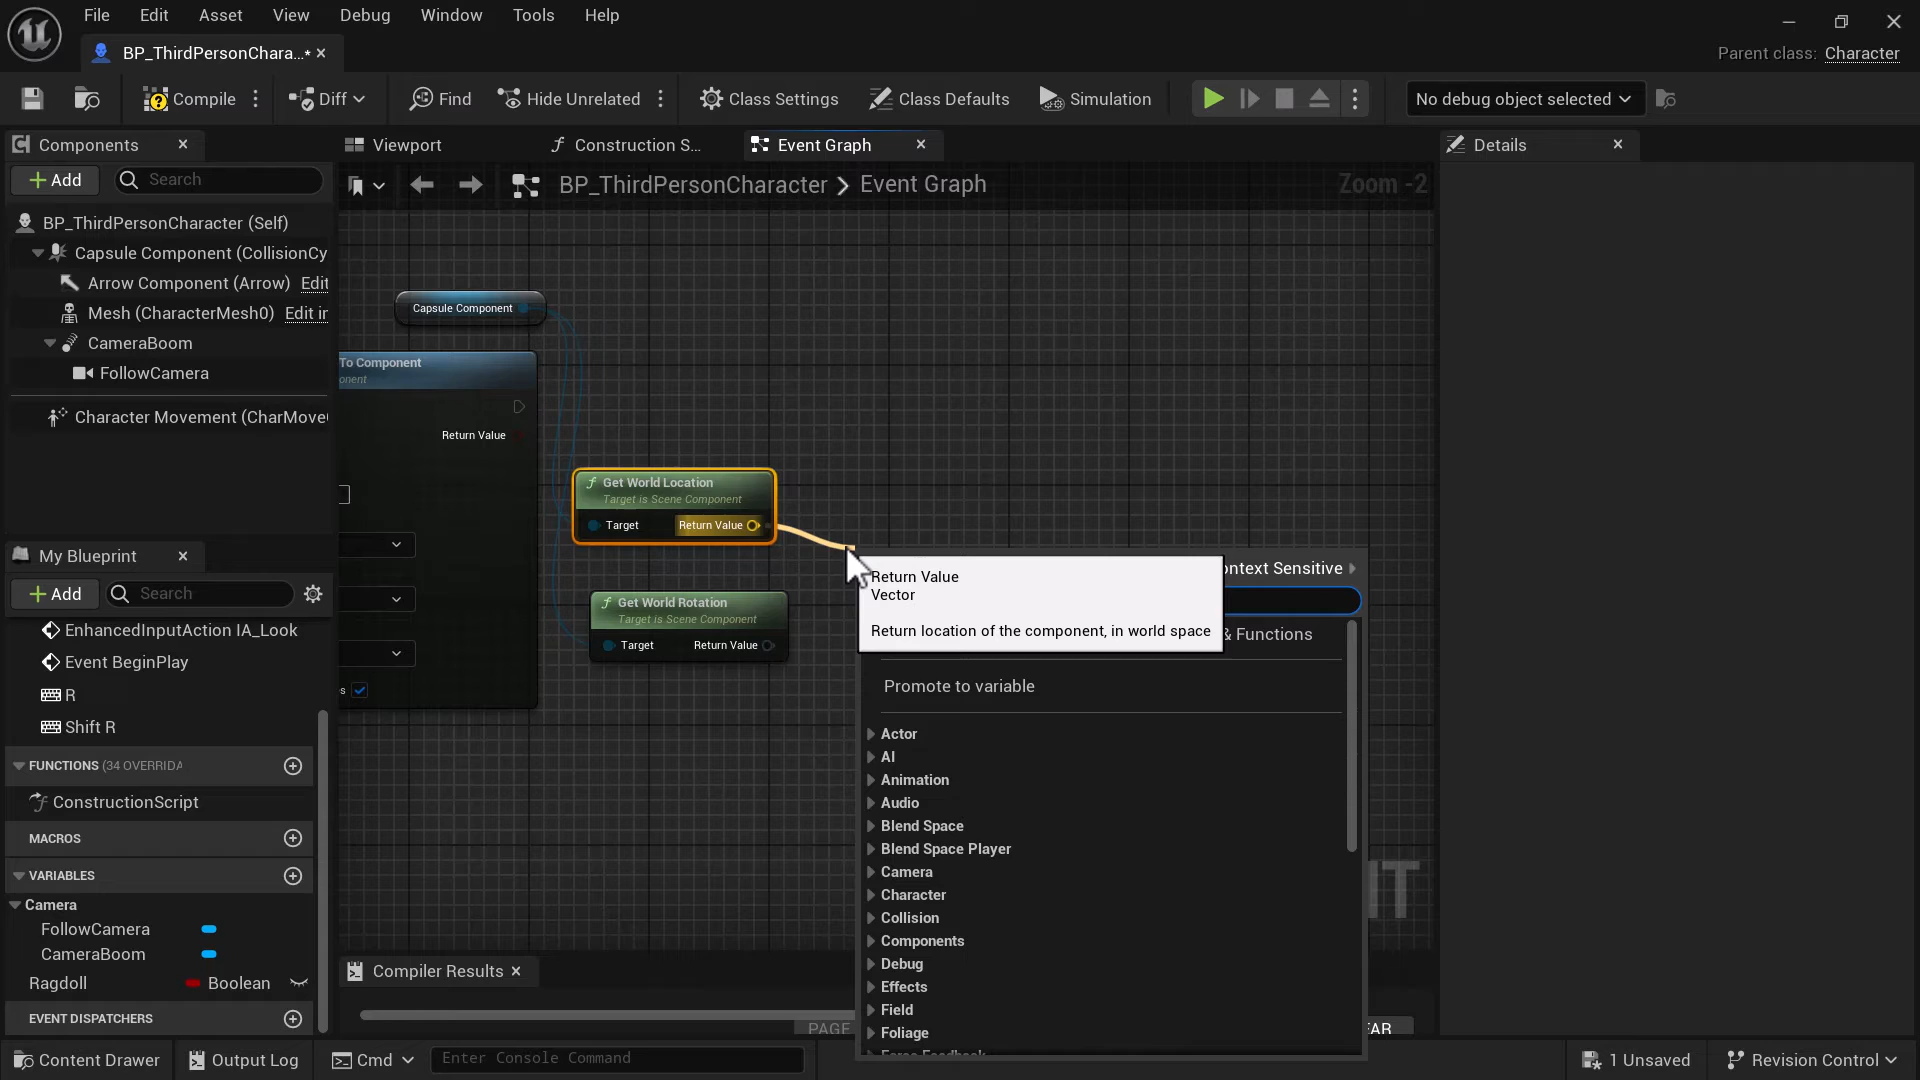 File Edit Asset View Debug Window Tools Help
BP_ThirdPersonChara...*
Parent class: Character
Compile Diff Find Hide Unrelated Class Settings Class Defaults Simulation No debug object selected
Components Viewport Construction S... Event Graph Details
Add Search BP_ThirdPersonCharacter > Event Graph Zoom -2
BP_ThirdPersonCharacter (Self)
Capsule Component (CollisionCy
Arrow Component (Arrow) Edit
Mesh (CharacterMesh0) Edit in
CameraBoom
FollowCamera
Character Movement (CharMove
Capsule Component
To Component
onent
Return Value
Get World Location
Target is Scene Component
Target Return Value
Get World Rotation
Target is Scene Component
Target Return Value
s
Return Value
Vector
Return location of the component, in world space
ontext Sensitive
& Functions
Promote to variable
Actor
AI
Animation
Audio
Blend Space
Blend Space Player
Camera
Character
Collision
Components
Debug
Effects
Field
Foliage
My Blueprint
Add Search
EnhancedInputAction IA_Look
Event BeginPlay
R
Shift R
FUNCTIONS (34 OVERRIDA
ConstructionScript
MACROS
VARIABLES
Camera
FollowCamera
CameraBoom
Ragdoll Boolean
EVENT DISPATCHERS
Compiler Results
PAGE
EAR
Content Drawer Output Log Cmd Enter Console Command 1 Unsaved Revision Control